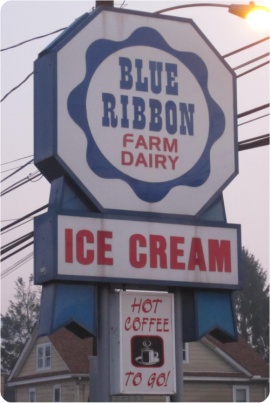 BLUE
RIBBON
FARM
DAIRY
ICE CREAM
HOT
COFFEE
TO GO!